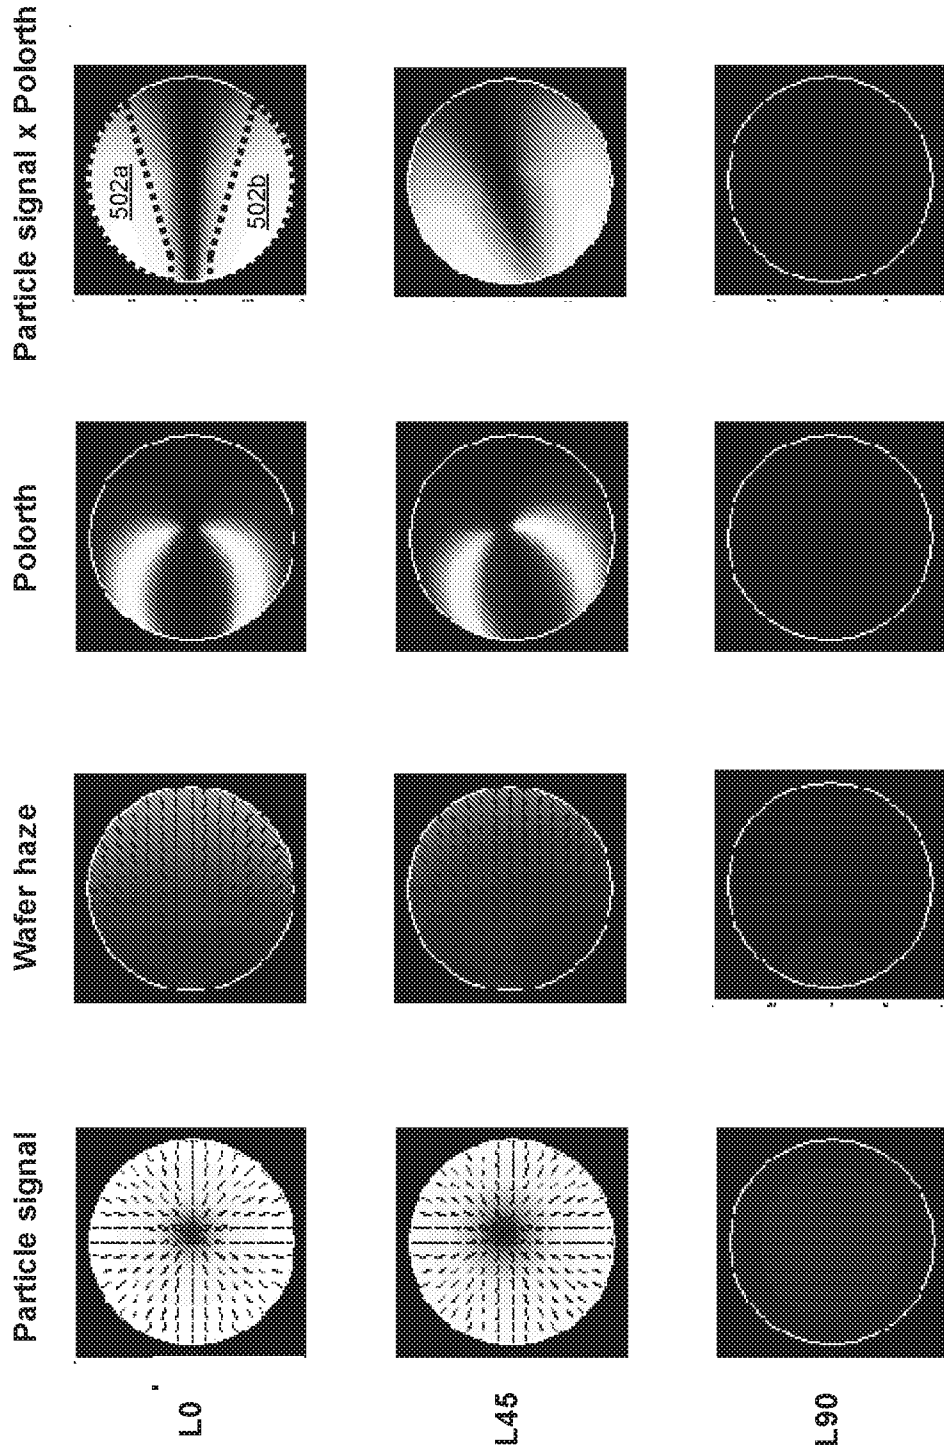 Particle signal
Wafer haze
Polorth
Particle signal x Polorth
L0
502a
502b
L45
L90